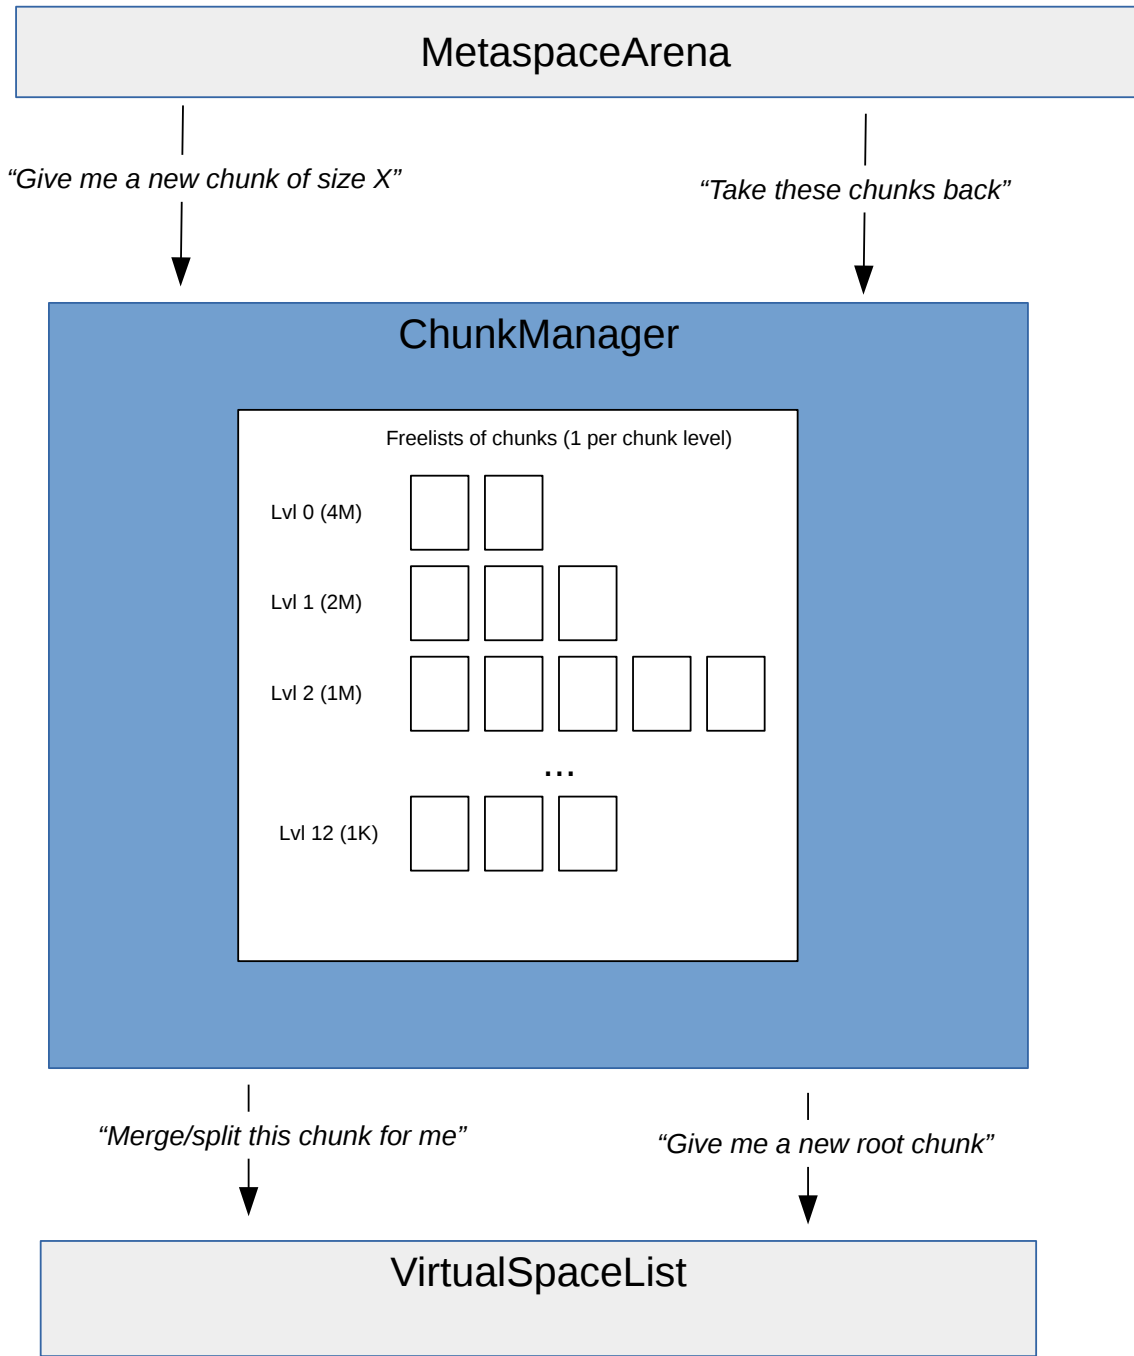 MetaspaceArena
“Give me a new chunk of size X”
“Take these chunks back”
ChunkManager
Freelists of chunks (1 per chunk level)
Lvl 0 (4M)
Lvl 1 (2M)
Lvl 2 (1M)
...
Lvl 12 (1K)
“Merge/split this chunk for me”
“Give me a new root chunk”
VirtualSpaceList